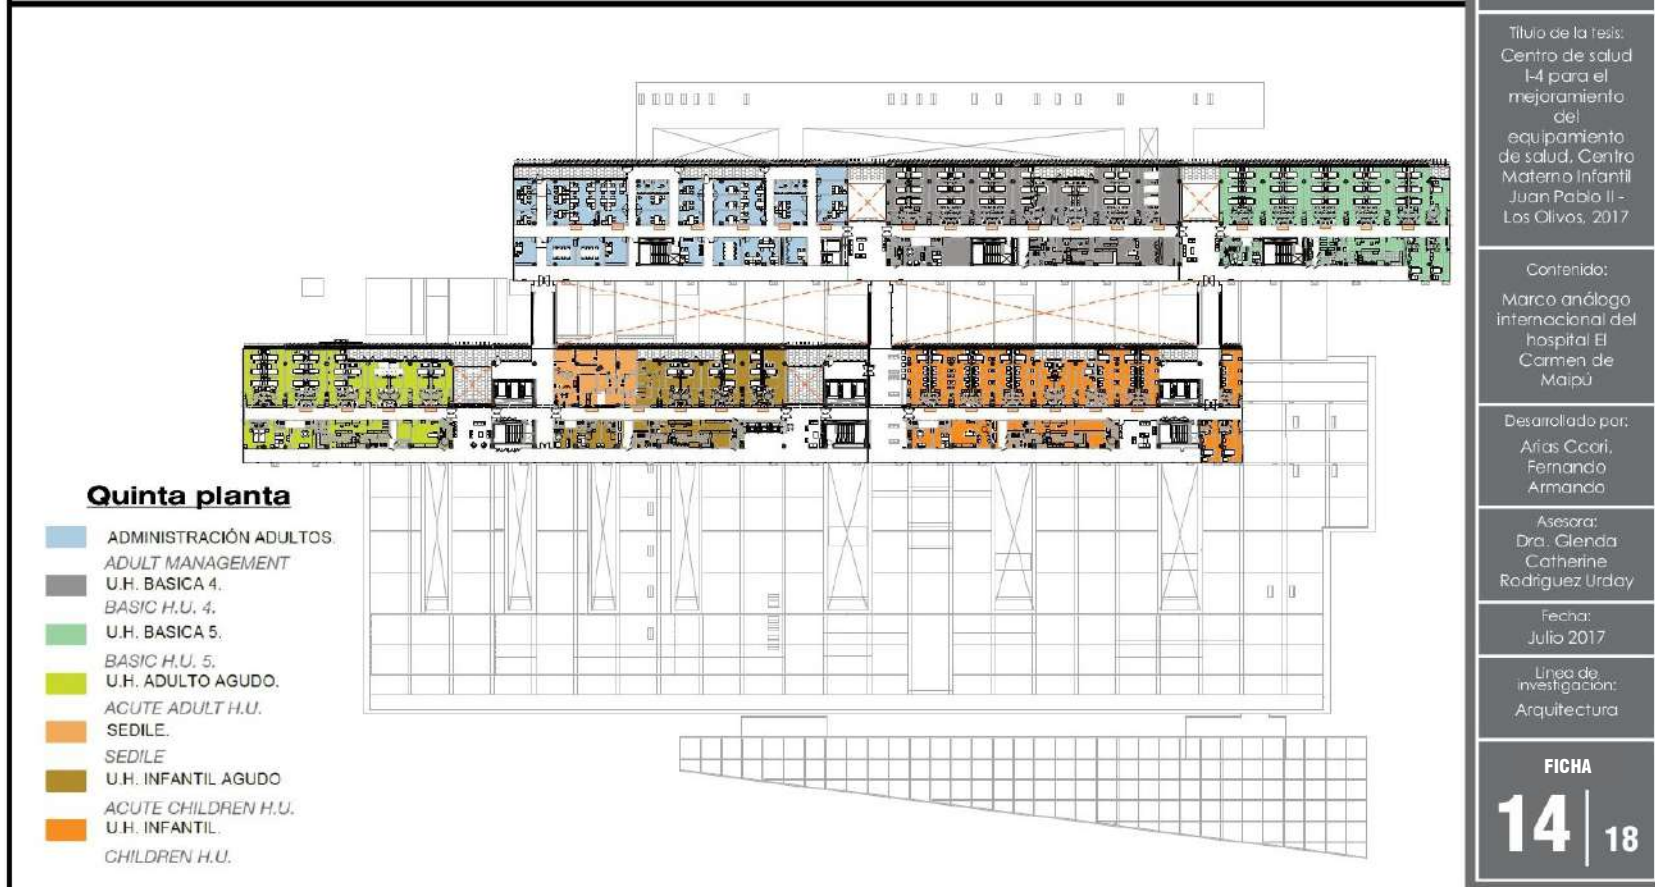 Quinta planta
ADMINISTRACIÓN ADULTOS.
ADULT MANAGEMENT
U.H. BASICA 4.
BASIC H.U. 4.
U.H. BASICA 5.
BASIC H.U. 5.
U.H. ADULTO AGUDO.
ACUTE ADULT H.U.
SEDILE.
SEDILE
U.H. INFANTIL AGUDO
ACUTE CHILDREN H.U.
U.H. INFANTIL.
CHILDREN H.U.
Título de la tesis:
Centro de salud
I-4 para el
mejoramiento
del
equipamiento
de salud, Centro
Materno Infantil
Juan Pablo II -
Los Olivos, 2017
Contenido:
Marco análogo
internacional del
hospital El
Carmen de
Maipú
Desarrollado por:
Arias Ccori,
Fernando
Armando
Asesora:
Dra. Glenda
Catherine
Rodriguez Urday
Fecha:
Julio 2017
Línea de
investigación:
Arquitectura
FICHA
14 18